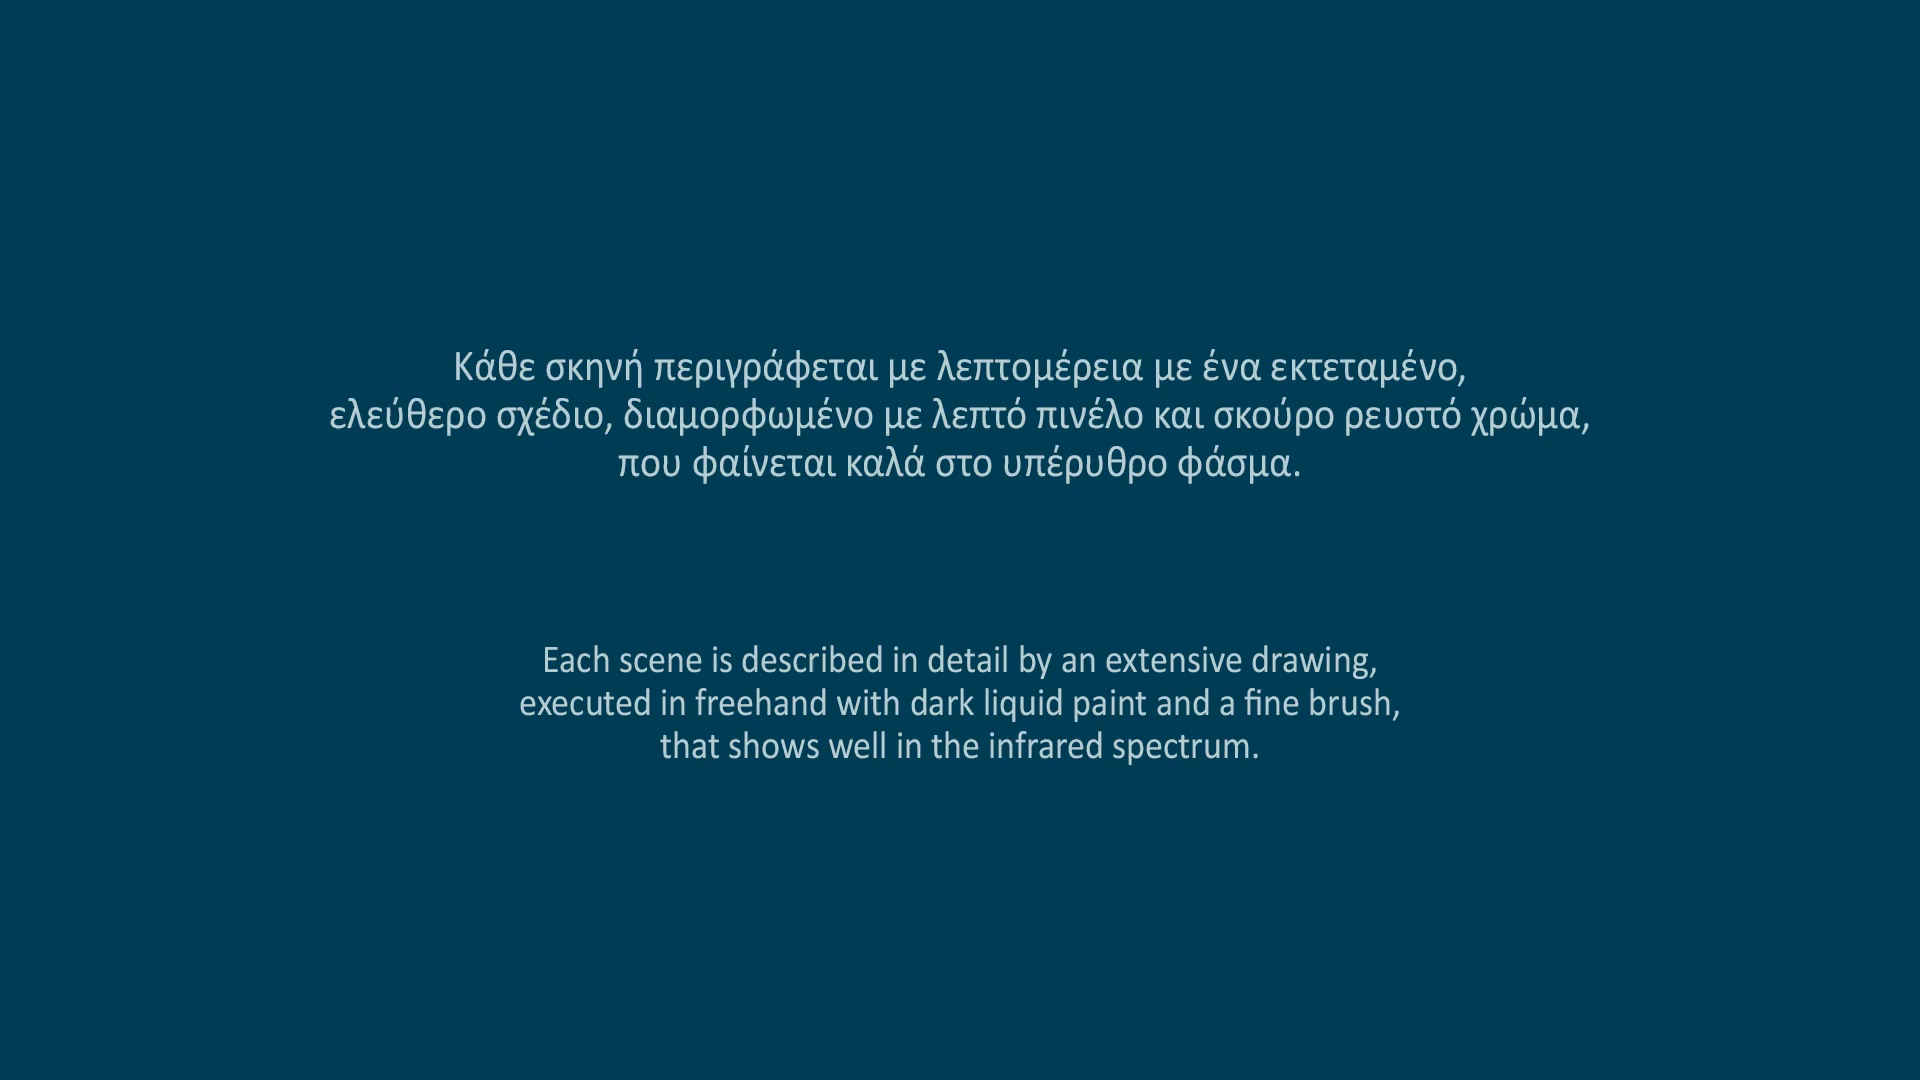 Κάθε σκηνή περιγράφεται με λεπτομέρεια με ένα εκτεταμένο,
ελεύθερο σχέδιο, διαμορφωμένο με λεπτό πινέλο και σκούρο ρευστό χρώμα,
που φαίνεται καλά στο υπέρυθρο φάσμα.
Each scene is described in detail by an extensive drawing,
executed in freehand with dark liquid paint and a fine brush,
that shows well in the infrared spectrum.